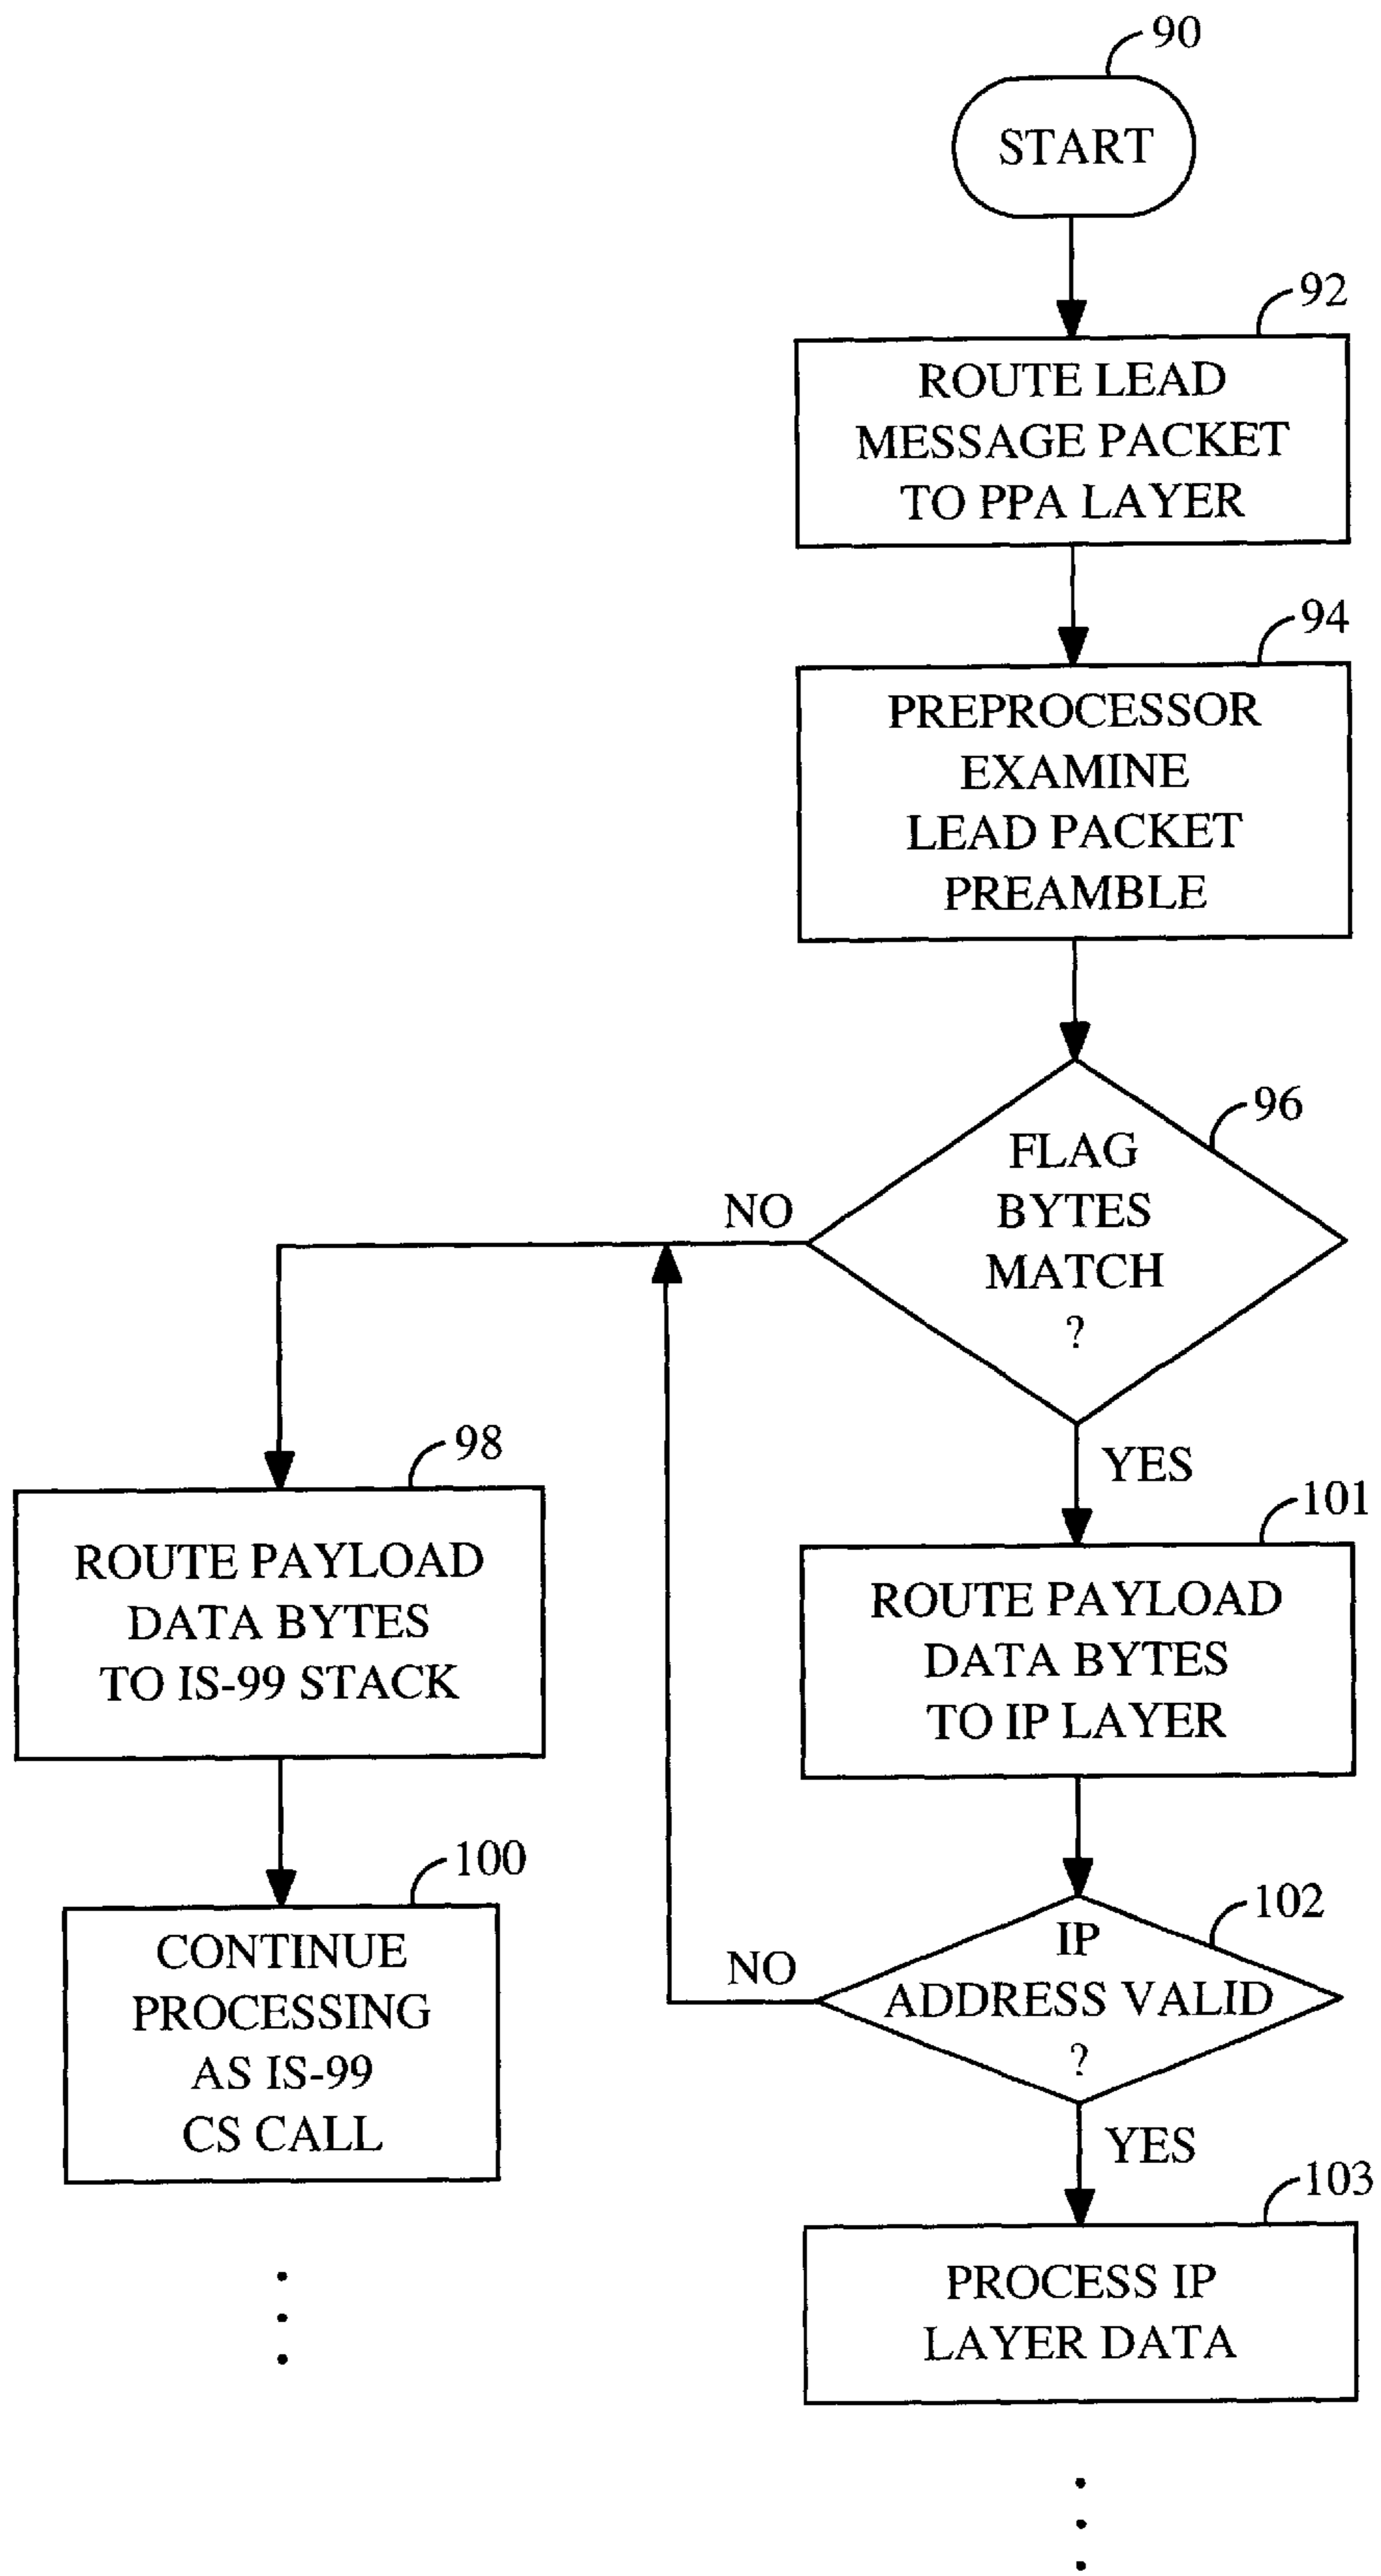 90
START
92
ROUTE LEAD
MESSAGE PACKET
TO PPA LAYER
94
PREPROCESSOR
EXAMINE
LEAD PACKET
PREAMBLE
96
FLAG
BYTES
MATCH
?
NO
YES
98
ROUTE PAYLOAD
DATA BYTES
TO IS-99 STACK
101
ROUTE PAYLOAD
DATA BYTES
TO IP LAYER
100
CONTINUE
PROCESSING
AS IS-99
CS CALL
102
IP
ADDRESS VALID
?
NO
YES
103
PROCESS IP
LAYER DATA